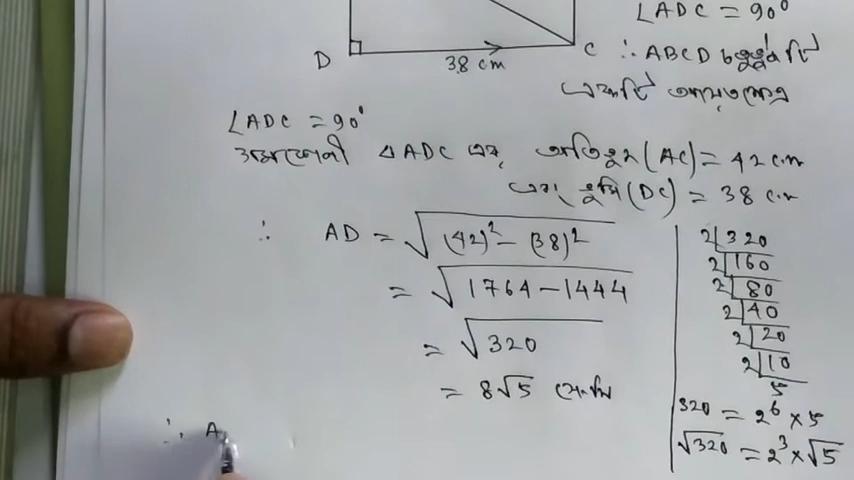 ∠ADC = 90°
D
C
38 cm
∴ ABCD চতুর্ভুজটি
একটি আয়তক্ষেত্র
∠ADC = 90°
△ADC এর, অতিভুজ (AC) = 42 cm
এবং ভূমি (DC) = 38 cm
∴ AD = √(42)² − (38)²
= √1764 − 1444
= √320
= 8√5 সে.মি
∴ A
2 320
2 160
2 80
2 40
2 20
2 10
5
320 = 2⁶ × 5
√320 = 2³ × √5